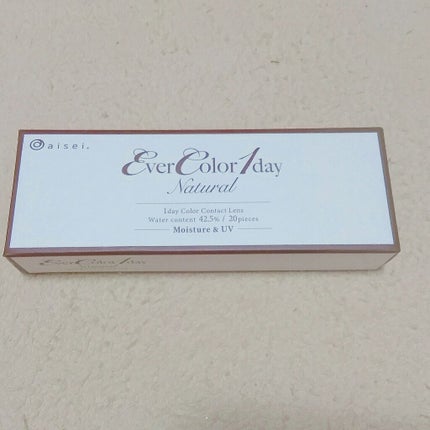 aisei.
EverColor1day
Natural
1day Color Contact Lens
Water content 42.5% / 20pieces
Moisture & UV
EverColor1day